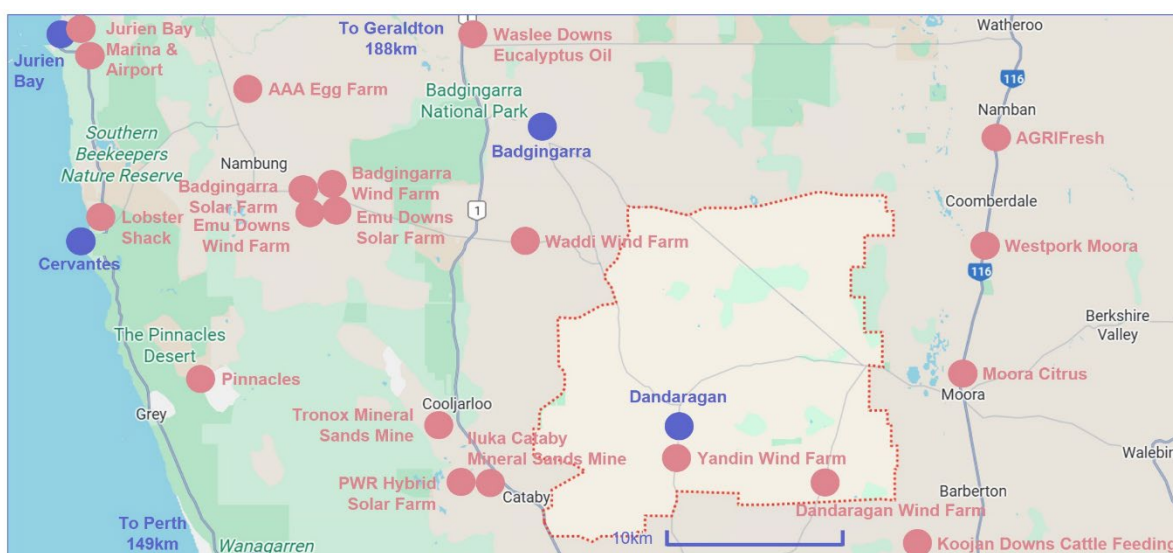 Jurien Bay
Marina &
Airport
Jurien
Bay
To Geraldton
188km
Waslee Downs
Eucalyptus Oil
Watheroo
116
1
AAA Egg Farm
Badgingarra
National Park
Badgingarra
Namban
AGRIFresh
Southern
Beekeepers
Nature Reserve
Nambung
Badgingarra
Wind Farm
Badgingarra
Solar Farm
Emu Downs
Wind Farm
Emu Downs
Solar Farm
1
Coomberdale
Lobster
Shack
Cervantes
Waddi Wind Farm
Westpork Moora
116
Berkshire
Valley
The Pinnacles
Desert
Pinnacles
Moora Citrus
Moora
Grey
Cooljarloo
Dandaragan
Tronox Mineral
Sands Mine
Iluka Cataby
Mineral Sands Mine
Yandin Wind Farm
Walebin
PWR Hybrid
Solar Farm
Cataby
Barberton
Dandaragan Wind Farm
To Perth
149km
Wanagarren
10km
Koojan Downs Cattle Feeding